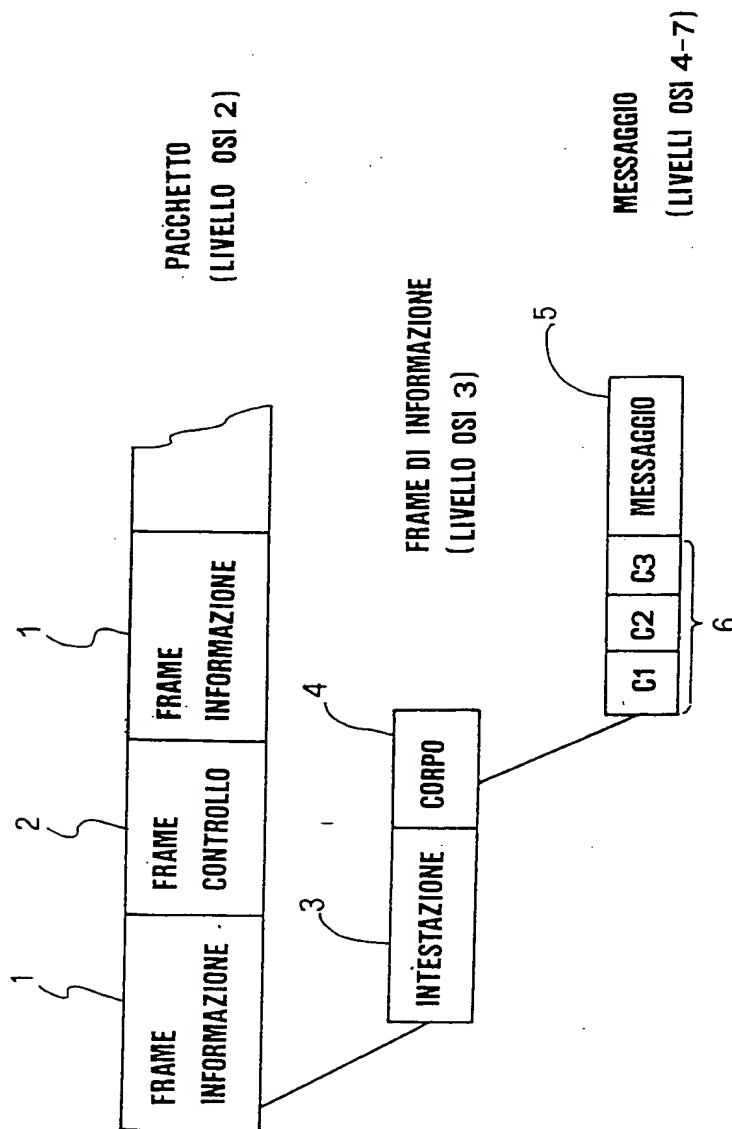 1
2
1
FRAME
INFORMAZIONE
FRAME
CONTROLLO
FRAME
INFORMAZIONE
PACCHETTO
(LIVELLO OSI 2)
3
4
INTESTAZIONE
CORPO
FRAME DI INFORMAZIONE
(LIVELLO OSI 3)
5
C1
C2
C3
MESSAGGIO
6
MESSAGGIO
(LIVELLI OSI 4-7)